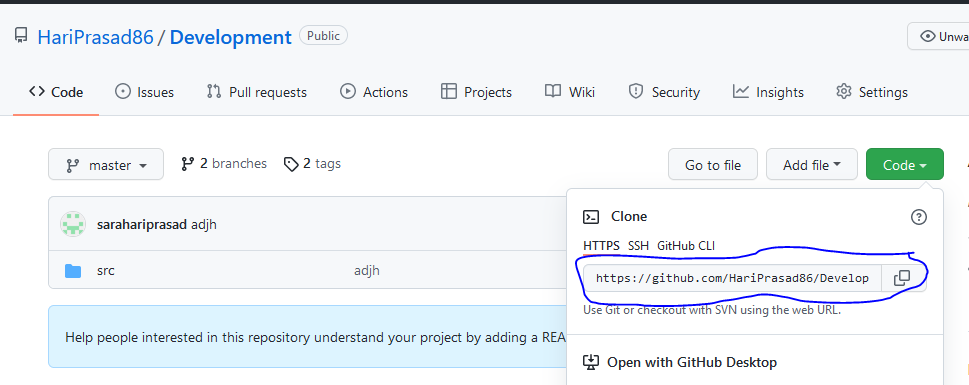 HariPrasad86 / Development Public
Unwa
Code Issues Pull requests Actions Projects Wiki Security Insights Settings
master 2 branches 2 tags Go to file Add file Code
sarahariprasad adjh
src adjh
Help people interested in this repository understand your project by adding a REA
Clone
HTTPS SSH GitHub CLI
https://github.com/HariPrasad86/Develop
Use Git or checkout with SVN using the web URL.
Open with GitHub Desktop